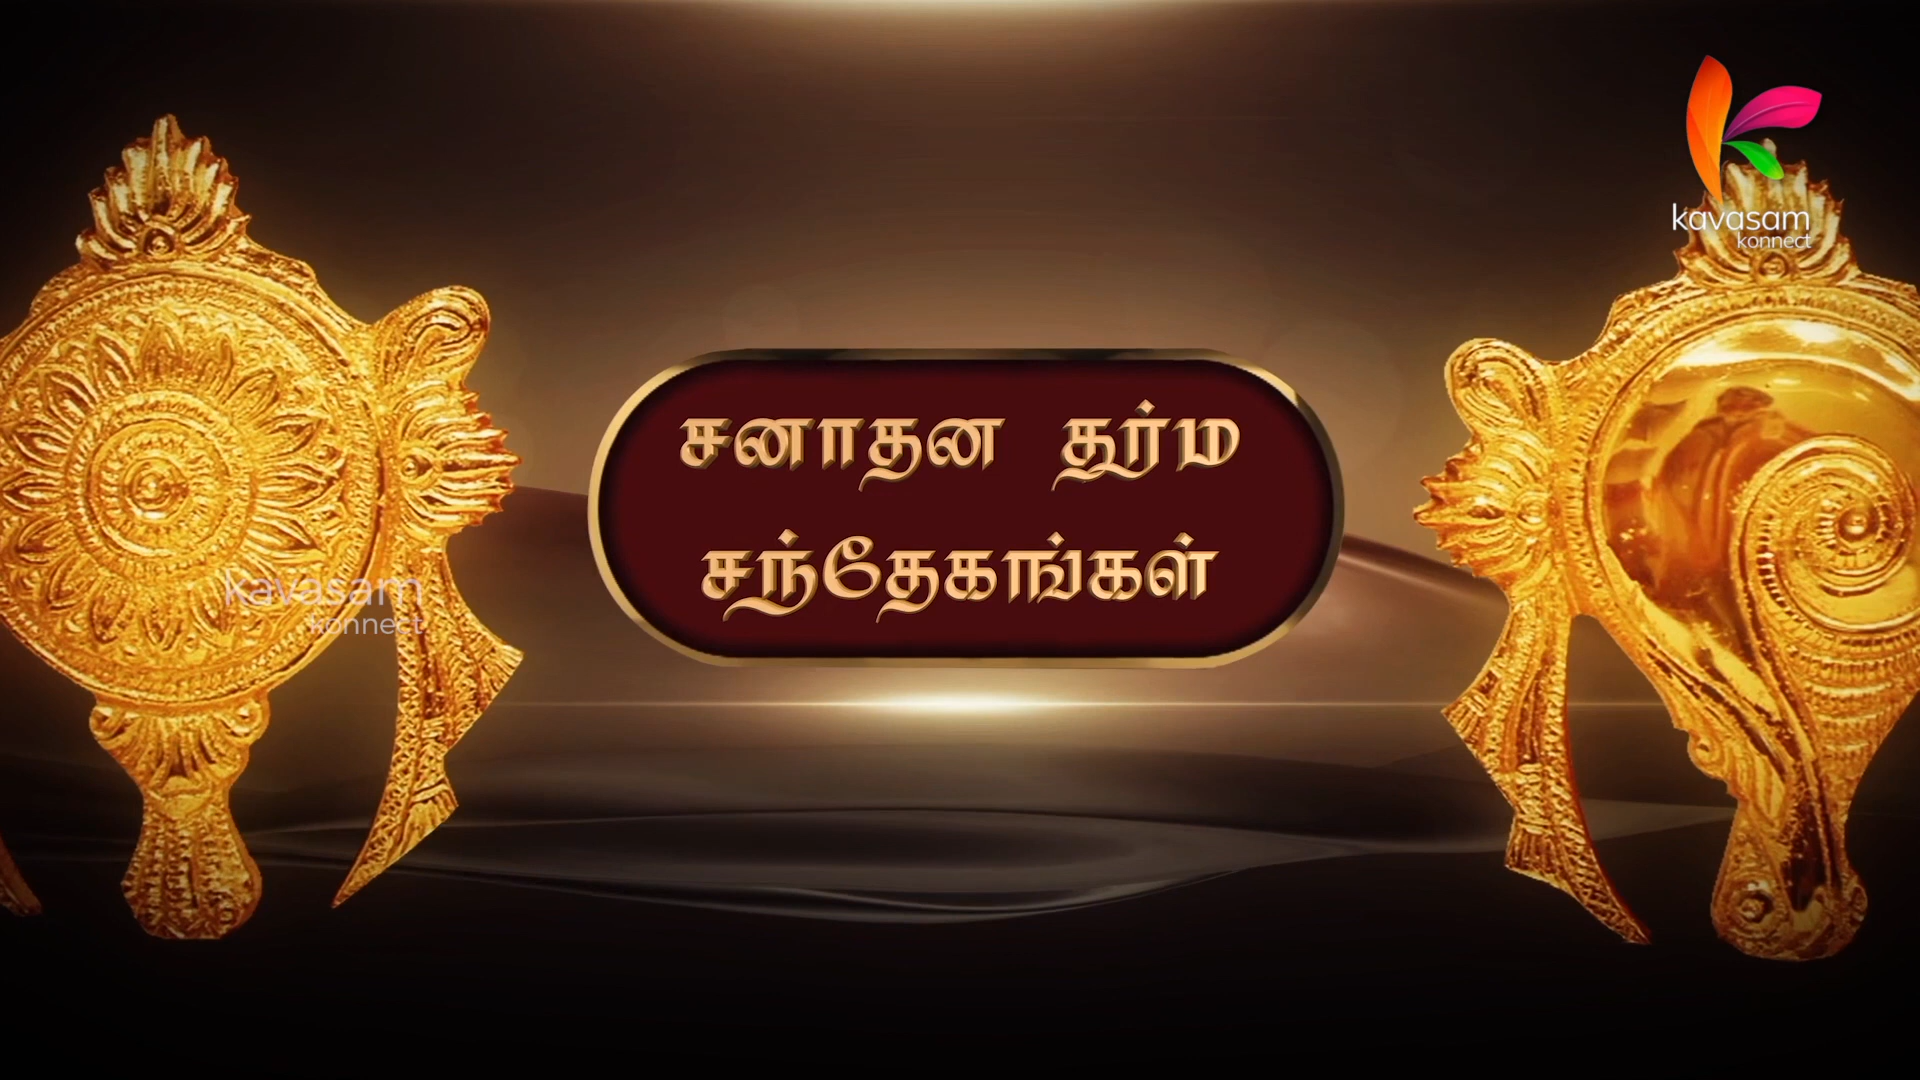 kavasam
konnect
சனாதன தர்ம
சந்தேகங்கள்
kavasam
konnect